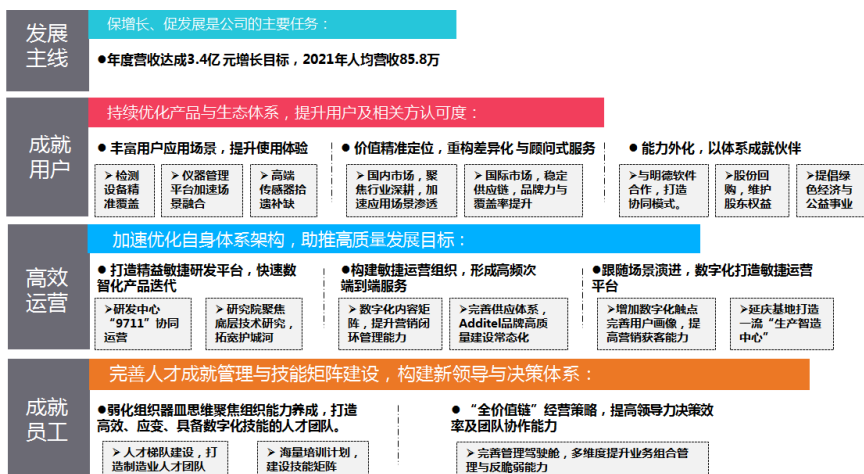 发展
主线
保增长、促发展是公司的主要任务：
●年度营收达成3.4亿 元增长目标，2021年人均营收85.8万
成就
用户
持续优化产品与生态体系，提升用户及相关方认可度：
● 丰富用户应用场景，提升使用体验
➢检测
设备精
准覆盖
➢仪器管理
平台加速场
景融合
➢高端
传感器拾
遗补缺
● 价值精准定位，重构差异化 与顾问式服务
➢国内市场，聚
焦行业深耕，加
速应用场景渗透
➢国际市场，稳定
供应链，品牌力与
覆盖率提升
● 能力外化，以体系成就伙伴
➢与明德软件
合作，打造
协同模式。
➢股份回
购，维护
股东权益
➢提倡绿
色经济与
公益事业
高效
运营
加速优化自身体系架构，助推高质量发展目标：
● 打造精益敏捷研发平台，快速数
智化产品迭代
➢研发中心
“9711”协同
运营
➢研究院聚焦
底层技术研究，
拓宽护城河
●构建敏捷运营组织，形成高频次
端到端服务
➢数字化内容矩
阵，提升营销闭
环管理能力
➢完善供应体系，
Additel品牌高质
量建设常态化
●跟随场景演进，数字化打造敏捷运营
平台
➢增加数字化触点
完善用户画像，提
高营销获客能力
➢延庆基地打造
一流“生产智造
中心”
成就
员工
完善人才成就管理与技能矩阵建设，构建新领导与决策体系：
●弱化组织器皿思维聚焦组织能力养成，打造
高效、应变、具备数字化技能的人才团队。
➢人才梯队建设，打
造制造业人才团队
➢海量培训计划，
建设技能矩阵
● “全价值链”经营策略，提高领导力决策效
率及团队协作能力
➢完善管理驾驶舱，多维度提升业务组合管
理与反脆弱能力